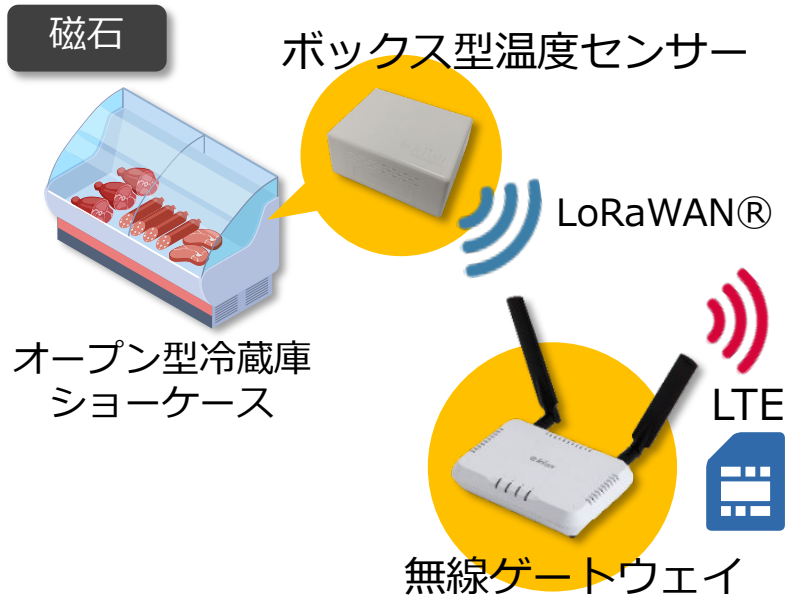 磁石
ボックス型温度センサー
LoRaWAN®
オープン型冷蔵庫
ショーケース
LTE
無線ゲートウェイ